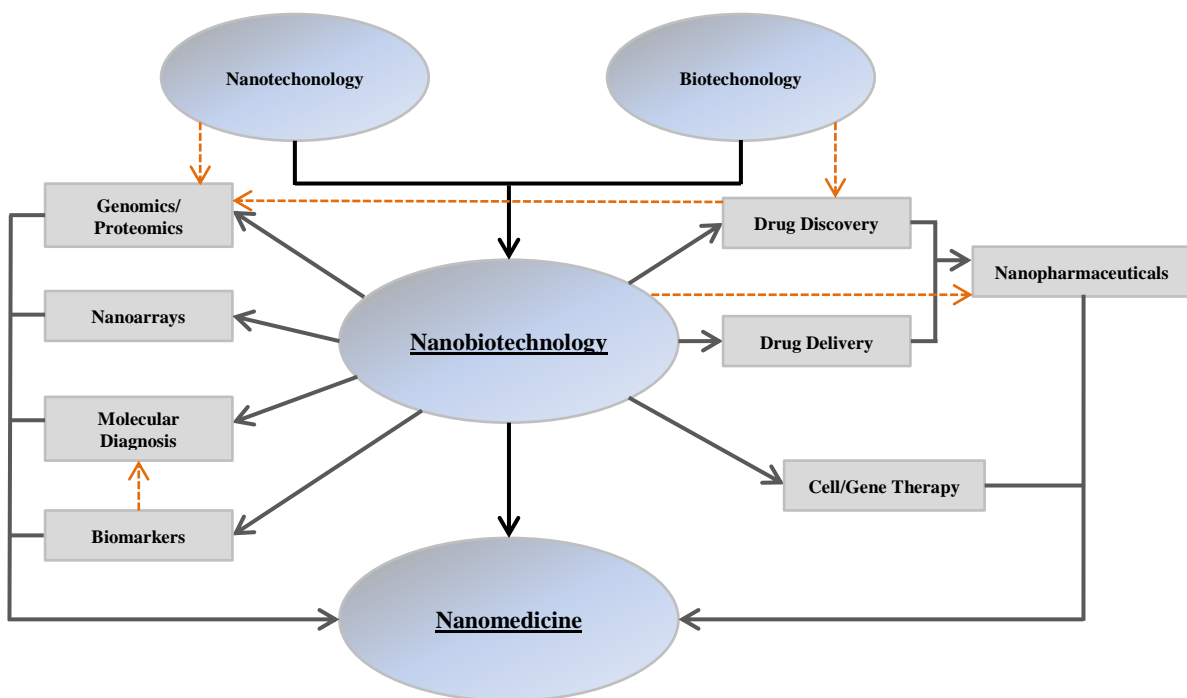 Nanotechonology
Biotechonology
Genomics/
Proteomics
Drug Discovery
Nanopharmaceuticals
Nanoarrays
Nanobiotechnology
Drug Delivery
Molecular
Diagnosis
Cell/Gene Therapy
Biomarkers
Nanomedicine